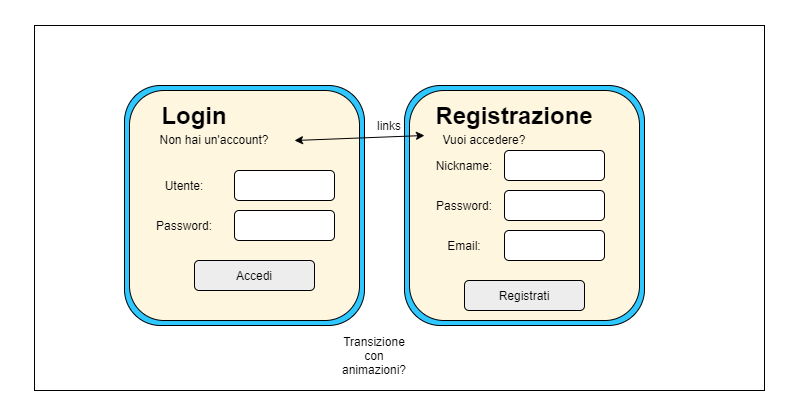 Login
Non hai un'account?
Utente:
Password:
Accedi
links
Registrazione
Vuoi accedere?
Nickname:
Password:
Email:
Registrati
Transizione
con
animazioni?